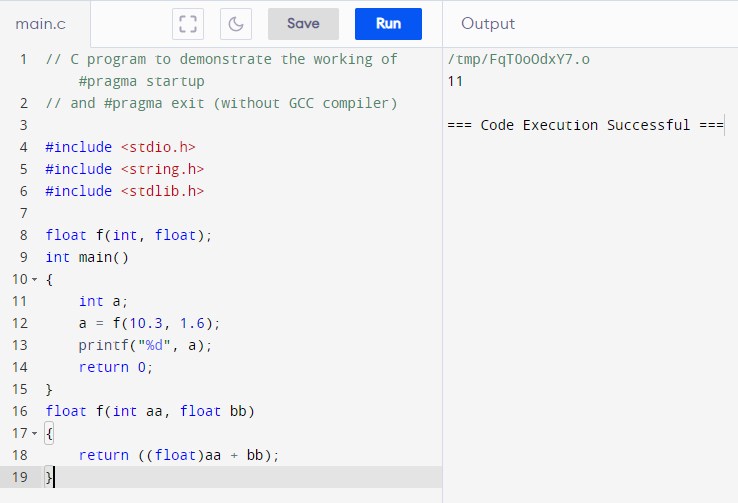 main.c
Save
Run
Output
1 // C program to demonstrate the working of
#pragma startup
2 // and #pragma exit (without GCC compiler)
3
4 #include <stdio.h>
5 #include <string.h>
6 #include <stdlib.h>
7
8 float f(int, float);
9 int main()
10 {
11 int a;
12 a = f(10.3, 1.6);
13 printf("%d", a);
14 return 0;
15 }
16 float f(int aa, float bb)
17 {
18 return ((float)aa + bb);
19 }
/tmp/FqT0oOdxY7.o
11
=== Code Execution Successful ===